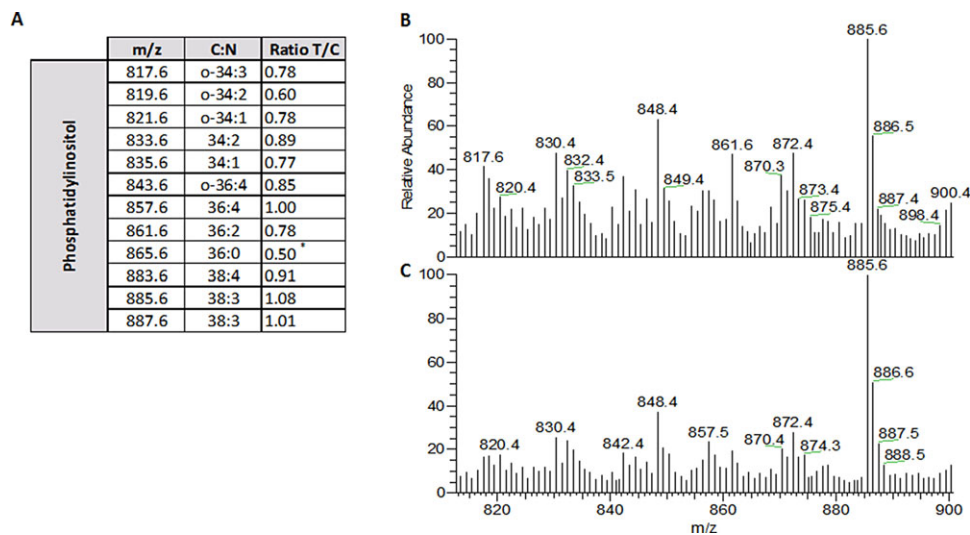 A
m/z C:N Ratio T/C
Phosphatidylinositol
817.6 o-34:3 0.78
819.6 o-34:2 0.60
821.6 o-34:1 0.78
833.6 34:2 0.89
835.6 34:1 0.77
843.6 o-36:4 0.85
857.6 36:4 1.00
861.6 36:2 0.78
865.6 36:0 0.50 *
883.6 38:4 0.91
885.6 38:3 1.08
887.6 38:3 1.01
B
885.6
100
80
60
40
20
0
Relative Abundance
817.6
820.4
830.4
832.4
833.5
848.4
849.4
861.6
870.3
872.4
873.4
875.4
886.5
887.4
898.4
900.4
C
885.6
100
80
60
40
20
0
820.4
830.4
842.4
848.4
857.5
870.4
872.4
874.3
886.6
887.5
888.5
820 840 860 880 900
m/z